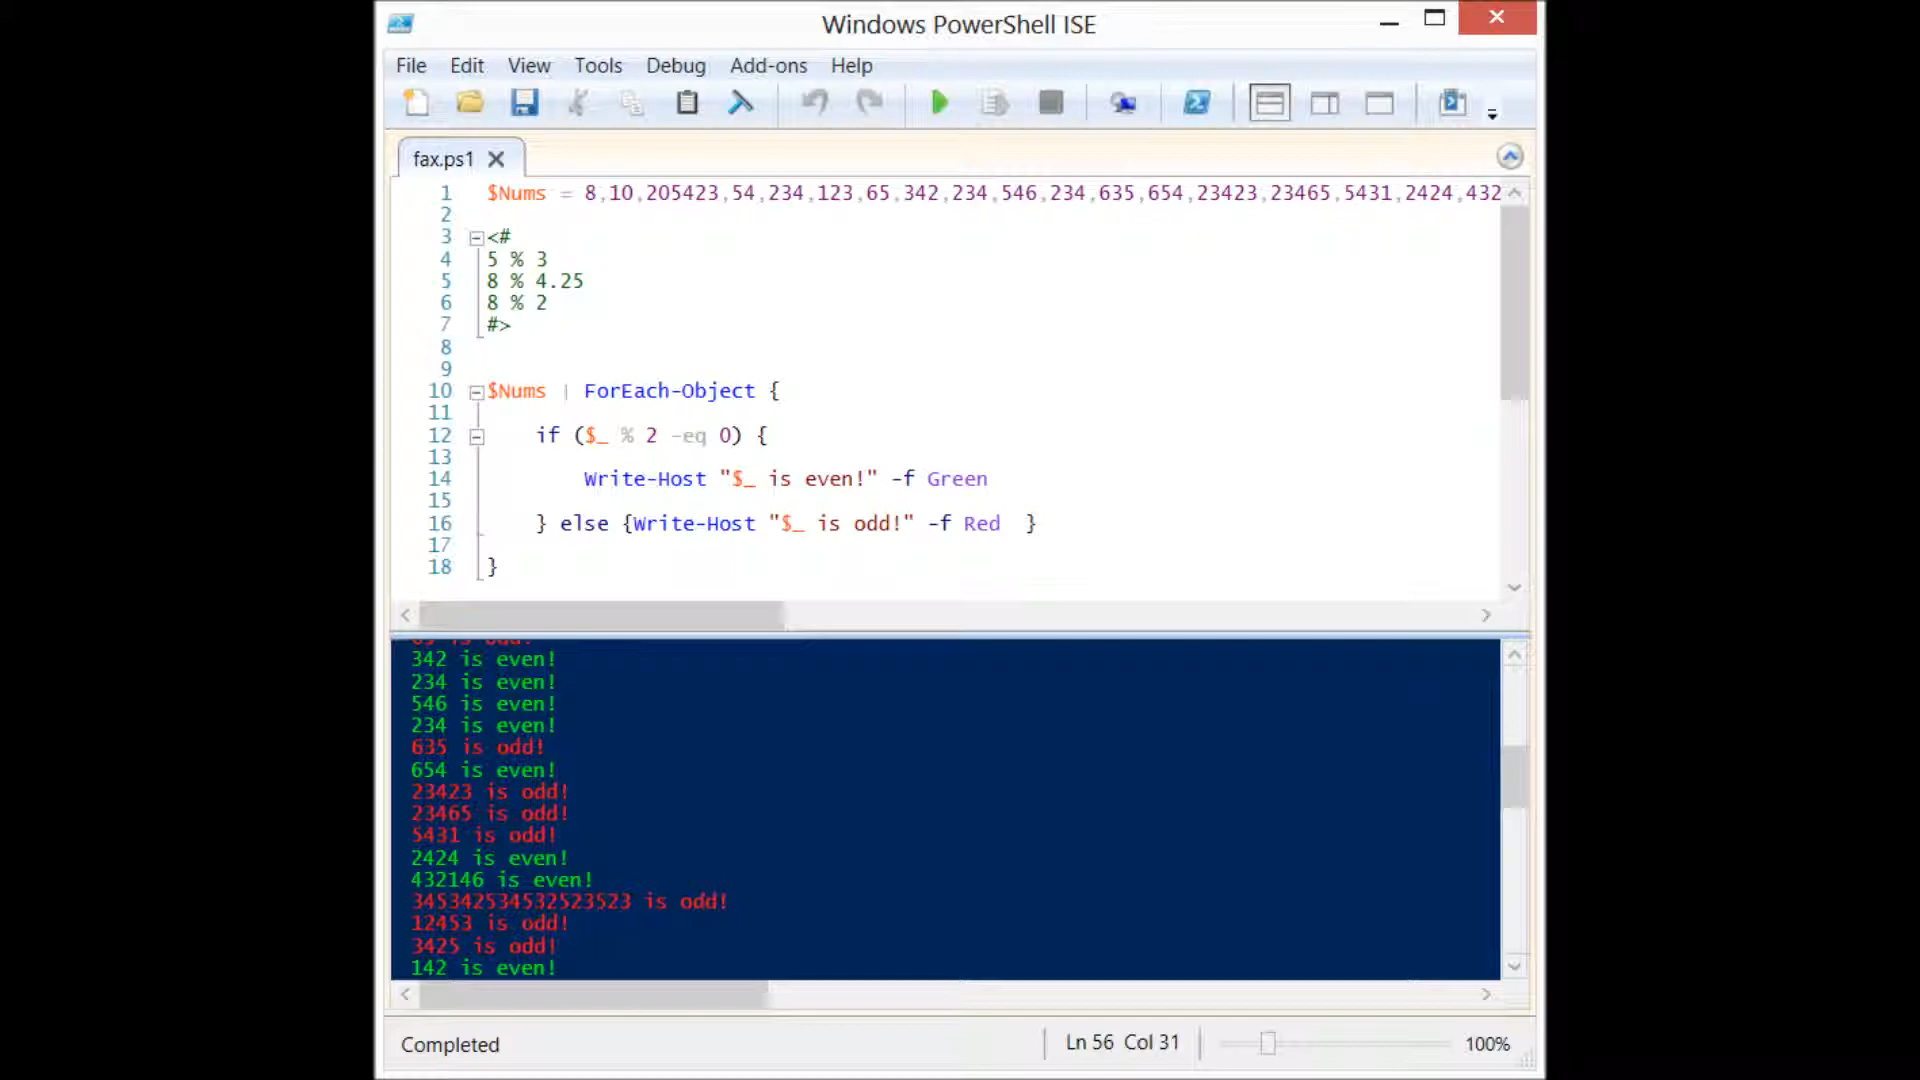 Windows PowerShell ISE
File Edit View Tools Debug Add-ons Help
fax.ps1
1 $Nums = 8,10,205423,54,234,123,65,342,234,546,234,635,654,23423,23465,5431,2424,432
2
3 <#
4 5 % 3
5 8 % 4.25
6 8 % 2
7 #>
8
9
10 $Nums | ForEach-Object {
11
12 if ($_ % 2 -eq 0) {
13
14 Write-Host "$_ is even!" -f Green
15
16 } else {Write-Host "$_ is odd!" -f Red }
17
18 }
65 is odd!
342 is even!
234 is even!
546 is even!
234 is even!
635 is odd!
654 is even!
23423 is odd!
23465 is odd!
5431 is odd!
2424 is even!
432146 is even!
345342534532523523 is odd!
12453 is odd!
3425 is odd!
142 is even!
Completed
Ln 56 Col 31
100%